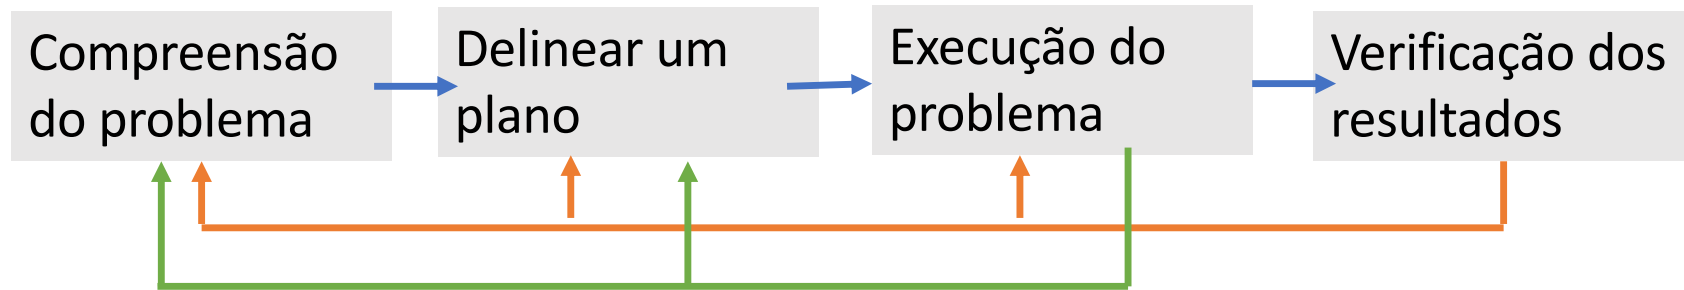 Compreensão
do problema
Delinear um
plano
Execução do
problema
Verificação dos
resultados